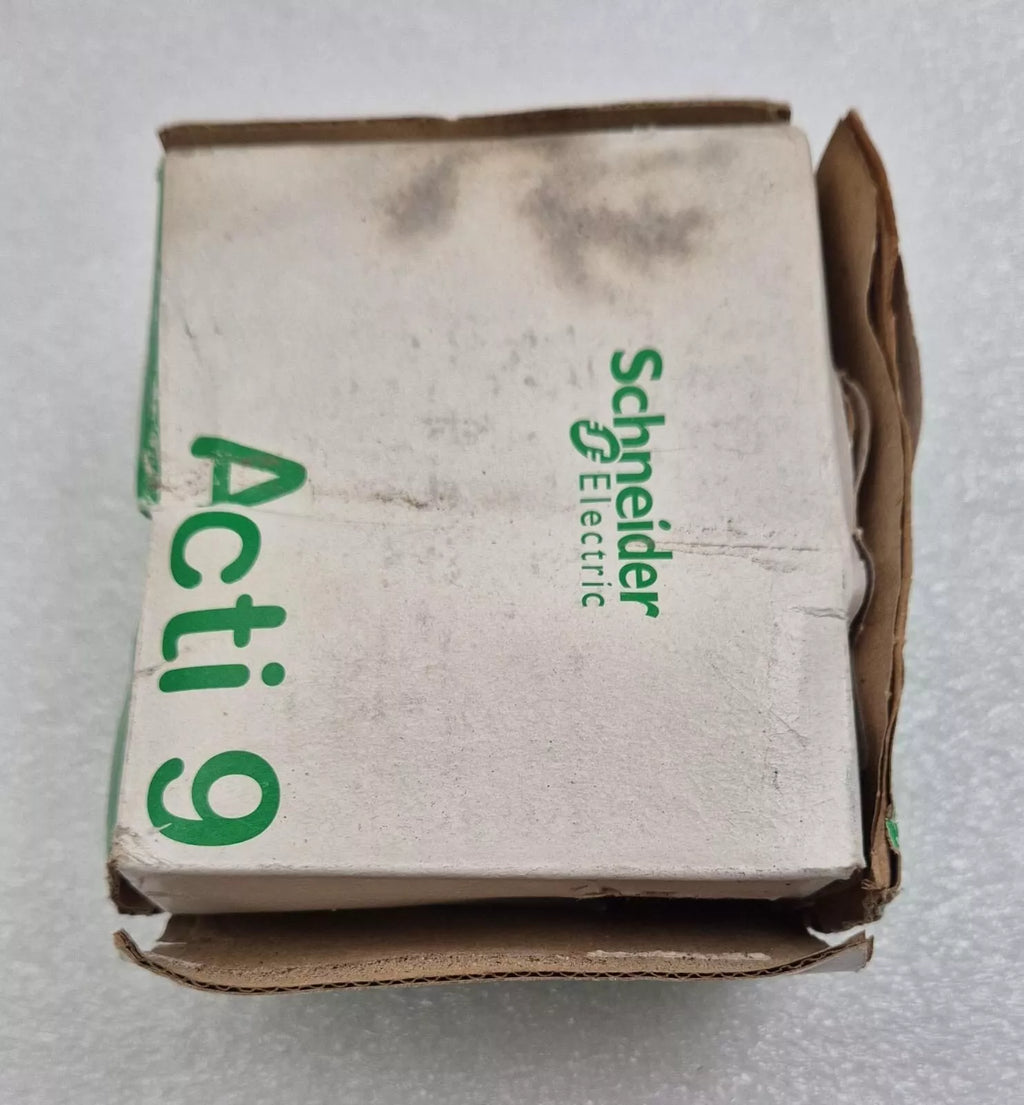 Schneider
Electric
Acti 9